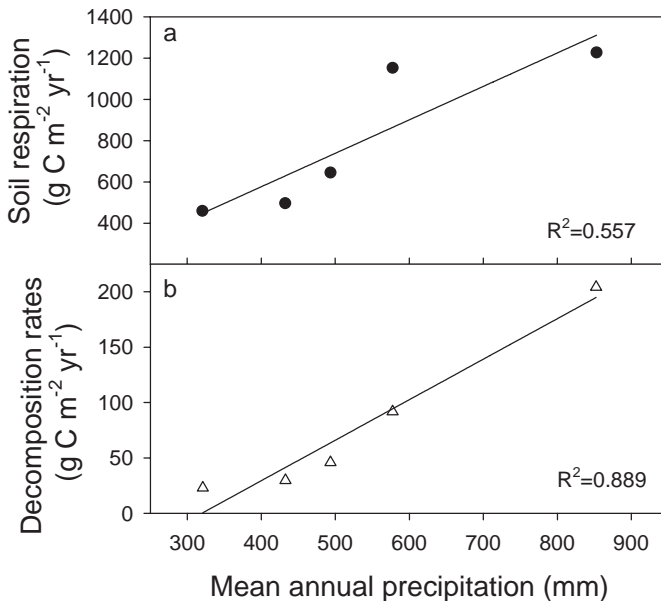 a
Soil respiration
(g C m⁻² yr⁻¹)
1400
1200
1000
800
600
400
R²=0.557
b
Decomposition rates
(g C m⁻² yr⁻¹)
200
150
100
50
0
R²=0.889
300 400 500 600 700 800 900
Mean annual precipitation (mm)